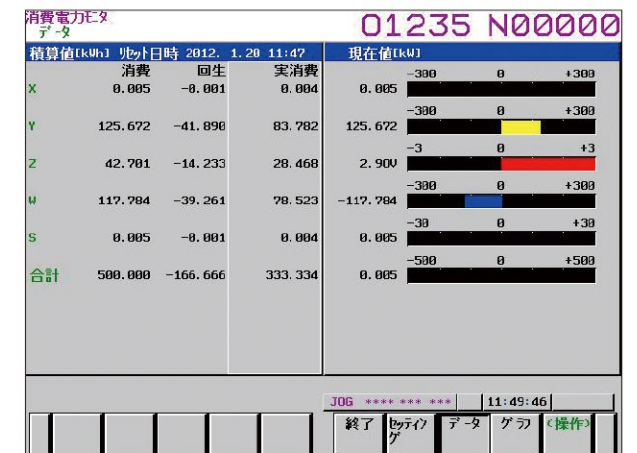 消費電力モニタ
データ
O1235 N00000
積算値[kWh] リセット日時 2012. 1.20 11:47
現在値[kW]
消費 回生 実消費
X 0.005 -0.001 0.004 0.005 -300 0 +300
Y 125.672 -41.890 83.782 125.672 -300 0 +300
Z 42.701 -14.233 28.468 2.90V -3 0 +3
W 117.784 -39.261 78.523 -117.784 -300 0 +300
S 0.005 -0.001 0.004 0.005 -30 0 +30
合計 500.000 -166.666 333.334 0.005 -500 0 +500
JOG **** *** *** 11:49:46
終了 セッティング データ グラフ (操作)